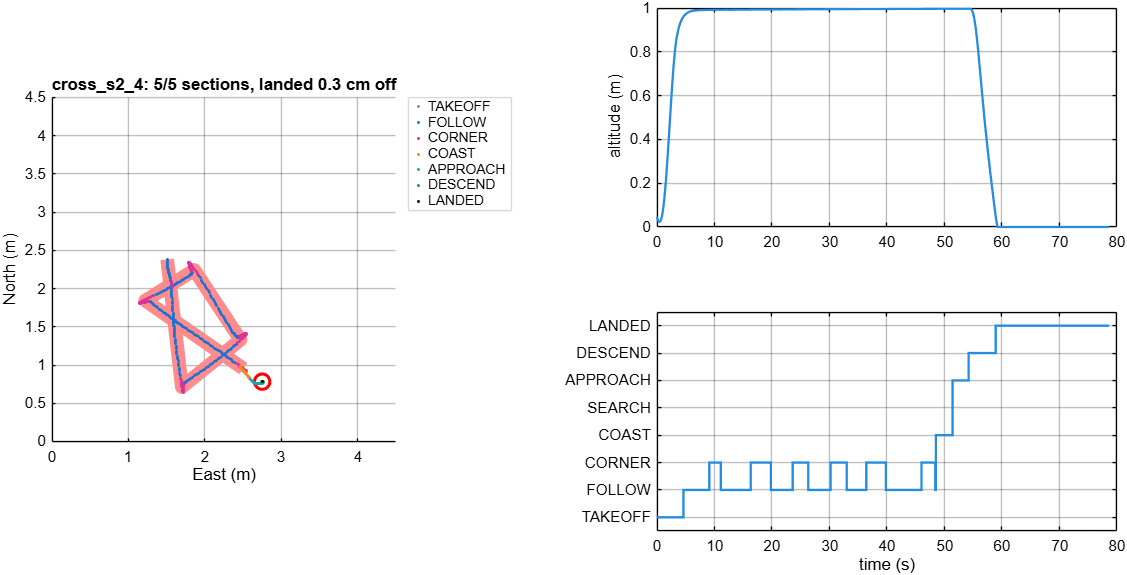 cross_s2_4: 5/5 sections, landed 0.3 cm off
4.5
4
3.5
3
2.5
2
1.5
1
0.5
0
0 1 2 3 4
North (m)
East (m)
TAKEOFF
FOLLOW
CORNER
COAST
APPROACH
DESCEND
LANDED
1
0.8
0.6
0.4
0.2
0
altitude (m)
0 10 20 30 40 50 60 70 80
LANDED
DESCEND
APPROACH
SEARCH
COAST
CORNER
FOLLOW
TAKEOFF
0 10 20 30 40 50 60 70 80
time (s)